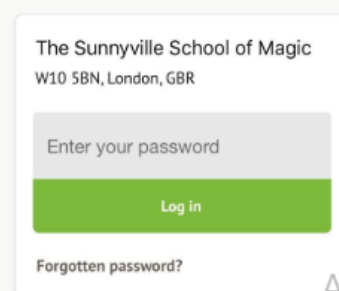 The Sunnyville School of Magic
W10 5BN, London, GBR
Enter your password
Log in
Forgotten password?